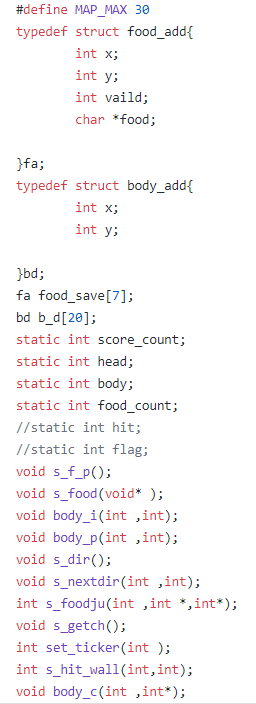 #define MAP_MAX 30
typedef struct food_add{
        int x;
        int y;
        int vaild;
        char *food;

}fa;
typedef struct body_add{
        int x;
        int y;

}bd;
fa food_save[7];
bd b_d[20];
static int score_count;
static int head;
static int body;
static int food_count;
//static int hit;
//static int flag;
void s_f_p();
void s_food(void* );
void body_i(int ,int);
void body_p(int ,int);
void s_dir();
void s_nextdir(int ,int);
int s_foodju(int ,int *,int*);
void s_getch();
int set_ticker(int );
int s_hit_wall(int,int);
void body_c(int ,int*);